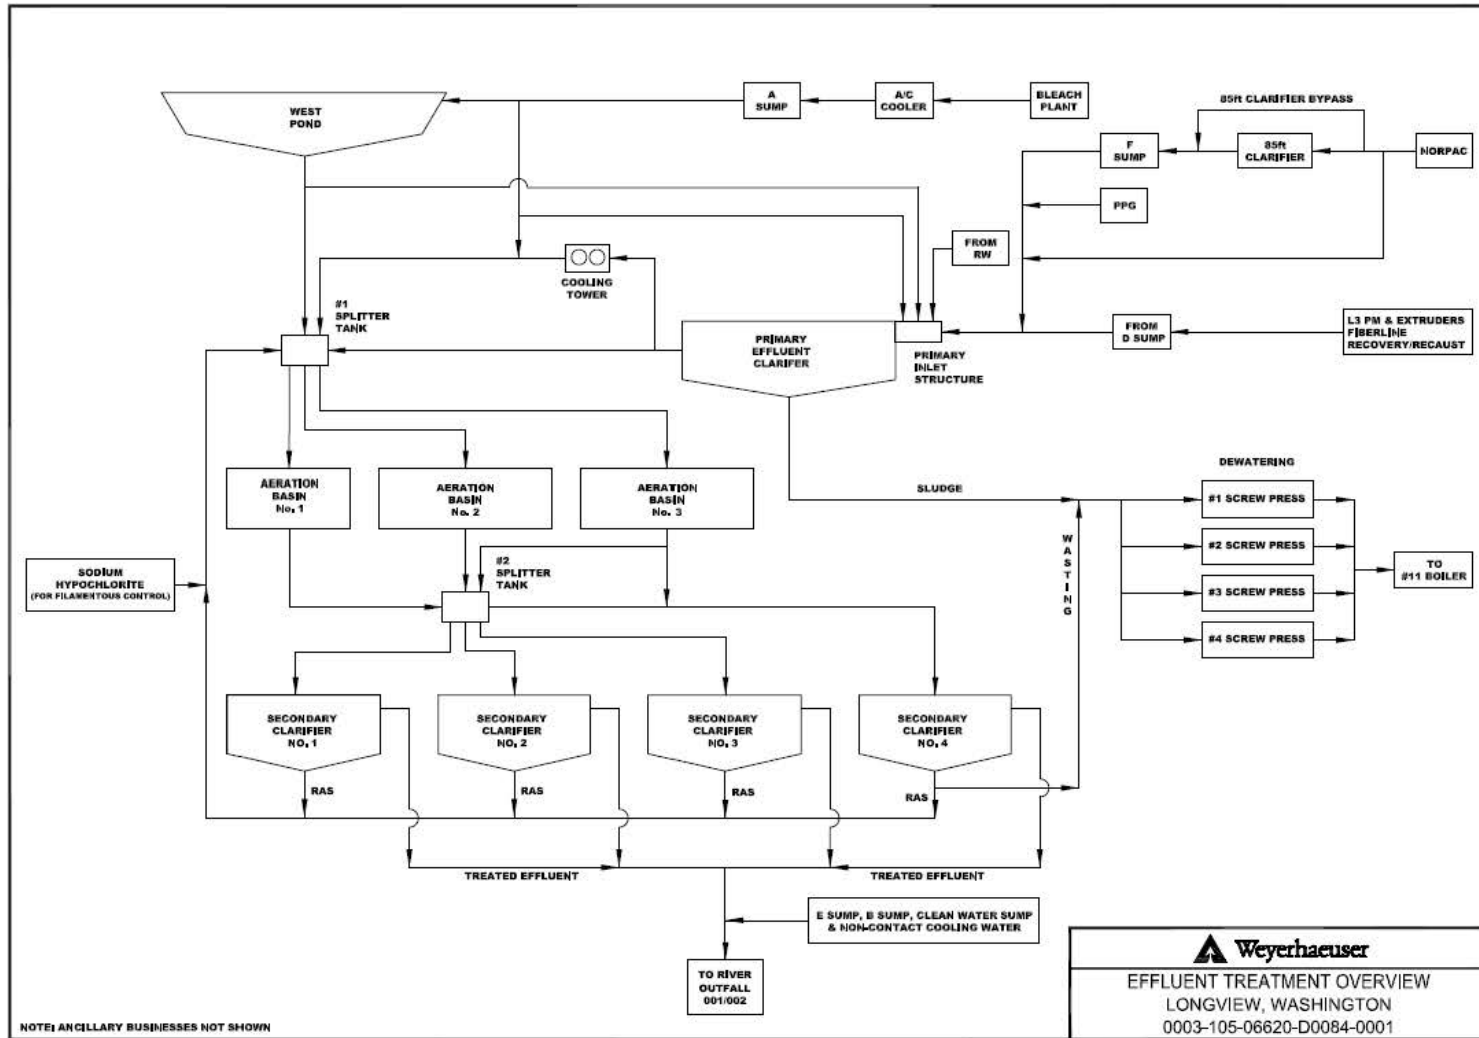 WEST
POND
A
SUMP
A/C
COOLER
BLEACH
PLANT
85ft CLARIFIER BYPASS
F
SUMP
85ft
CLARIFIER
NORPAC
PPG
FROM
RW
COOLING
TOWER
#1
SPLITTER
TANK
PRIMARY
EFFLUENT
CLARIFER
PRIMARY
INLET
STRUCTURE
FROM
D SUMP
L3 PM & EXTRUDERS
FIBERLINE
RECOVERY/RECAUST
AERATION
BASIN
No. 1
AERATION
BASIN
No. 2
AERATION
BASIN
No. 3
SLUDGE
DEWATERING
#1 SCREW PRESS
#2 SCREW PRESS
#3 SCREW PRESS
#4 SCREW PRESS
TO
#11 BOILER
WASTING
SODIUM
HYPOCHLORITE
(FOR FILAMENTOUS CONTROL)
#2
SPLITTER
TANK
SECONDARY
CLARIFIER
NO. 1
SECONDARY
CLARIFIER
NO. 2
SECONDARY
CLARIFIER
NO. 3
SECONDARY
CLARIFIER
NO. 4
RAS
RAS
RAS
RAS
TREATED EFFLUENT
TREATED EFFLUENT
E SUMP, B SUMP, CLEAN WATER SUMP
& NON-CONTACT COOLING WATER
TO RIVER
OUTFALL
001/002
NOTE: ANCILLARY BUSINESSES NOT SHOWN
Weyerhaeuser
EFFLUENT TREATMENT OVERVIEW
LONGVIEW, WASHINGTON
0003-105-06620-D0084-0001